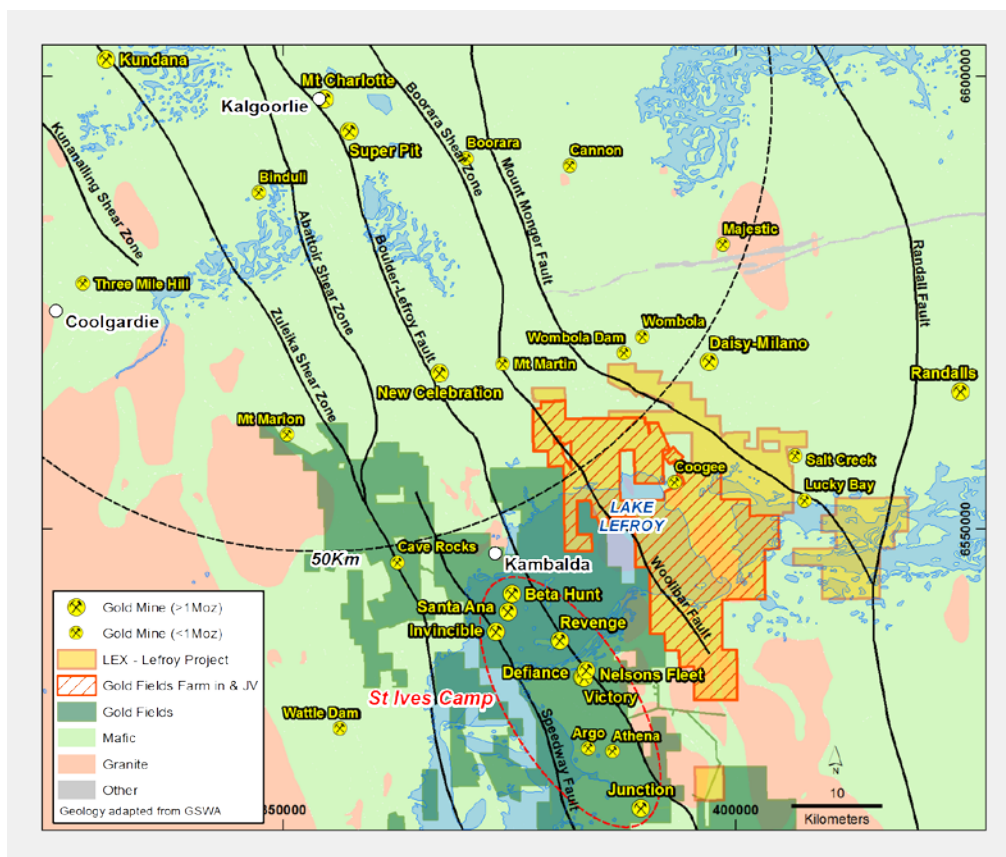 Kundana
Mt Charlotte
Kalgoorlie
Super Pit
Boorara Shear Zone
Boorara
Cannon
6600000
Kunanalling Shear Zone
Binduli
Abattoir Shear Zone
Mount Monger Fault
Majestic
Three Mile Hill
Coolgardie
Boulder-Lefroy Fault
Zuleika Shear Zone
Randall Fault
Wombola
Wombola Dam
Daisy-Milano
Mt Martin
New Celebration
Randalls
Mt Marion
Salt Creek
Coogee
Lucky Bay
LAKE
LEFROY
6550000
50Km
Cave Rocks
Kambalda
Woolibar Fault
Beta Hunt
Santa Ana
Invincible
Revenge
Defiance
Nelsons Fleet
Victory
St Ives Camp
Wattle Dam
Speedway Fault
Argo
Athena
Junction
Gold Mine (>1Moz)
Gold Mine (<1Moz)
LEX - Lefroy Project
Gold Fields Farm in & JV
Gold Fields
Mafic
Granite
Other
Geology adapted from GSWA
350000
400000
N
10
Kilometers